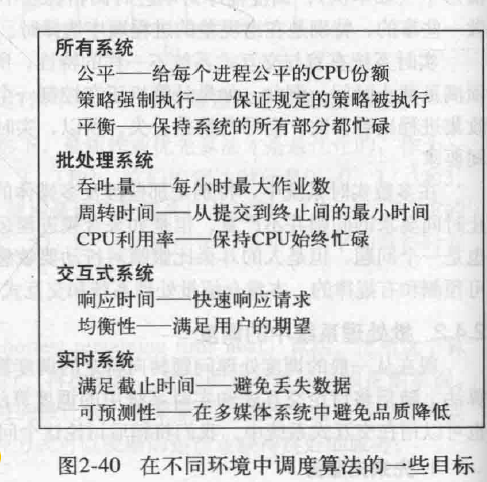 所有系统
公平——给每个进程公平的CPU份额
策略强制执行——保证规定的策略被执行
平衡——保持系统的所有部分都忙碌
批处理系统
吞吐量——每小时最大作业数
周转时间——从提交到终止间的最小时间
CPU利用率——保持CPU始终忙碌
交互式系统
响应时间——快速响应请求
均衡性——满足用户的期望
实时系统
满足截止时间——避免丢失数据
可预测性——在多媒体系统中避免品质降低
图2-40 在不同环境中调度算法的一些目标